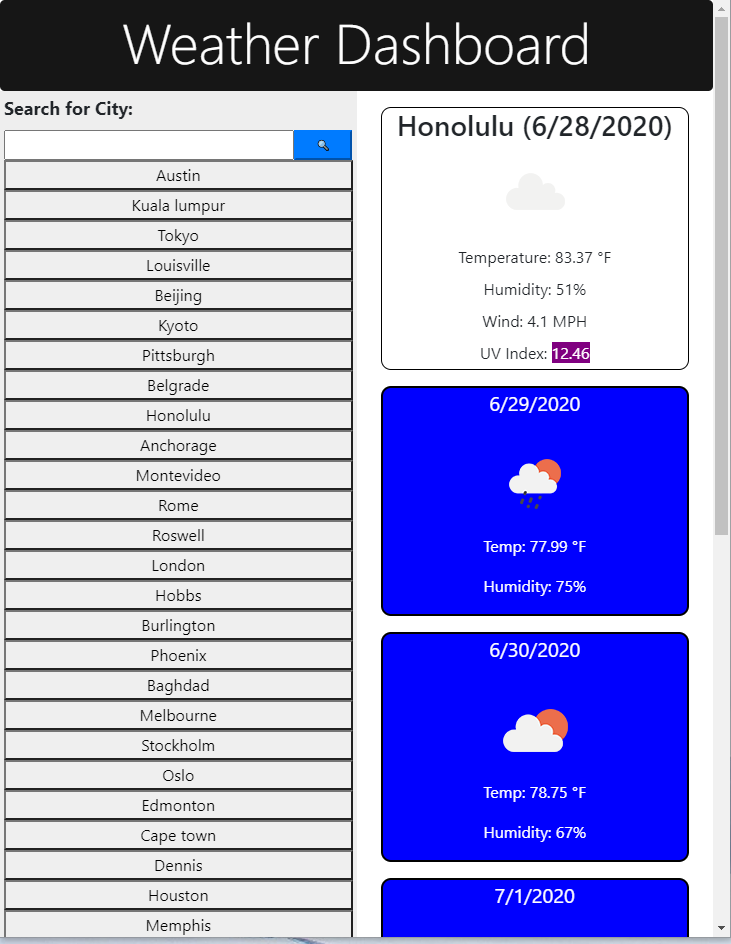 Weather Dashboard
Search for City:
Austin
Kuala lumpur
Tokyo
Louisville
Beijing
Kyoto
Pittsburgh
Belgrade
Honolulu
Anchorage
Montevideo
Rome
Roswell
London
Hobbs
Burlington
Phoenix
Baghdad
Melbourne
Stockholm
Oslo
Edmonton
Cape town
Dennis
Houston
Memphis
Honolulu (6/28/2020)
Temperature: 83.37 °F
Humidity: 51%
Wind: 4.1 MPH
UV Index: 12.46
6/29/2020
Temp: 77.99 °F
Humidity: 75%
6/30/2020
Temp: 78.75 °F
Humidity: 67%
7/1/2020